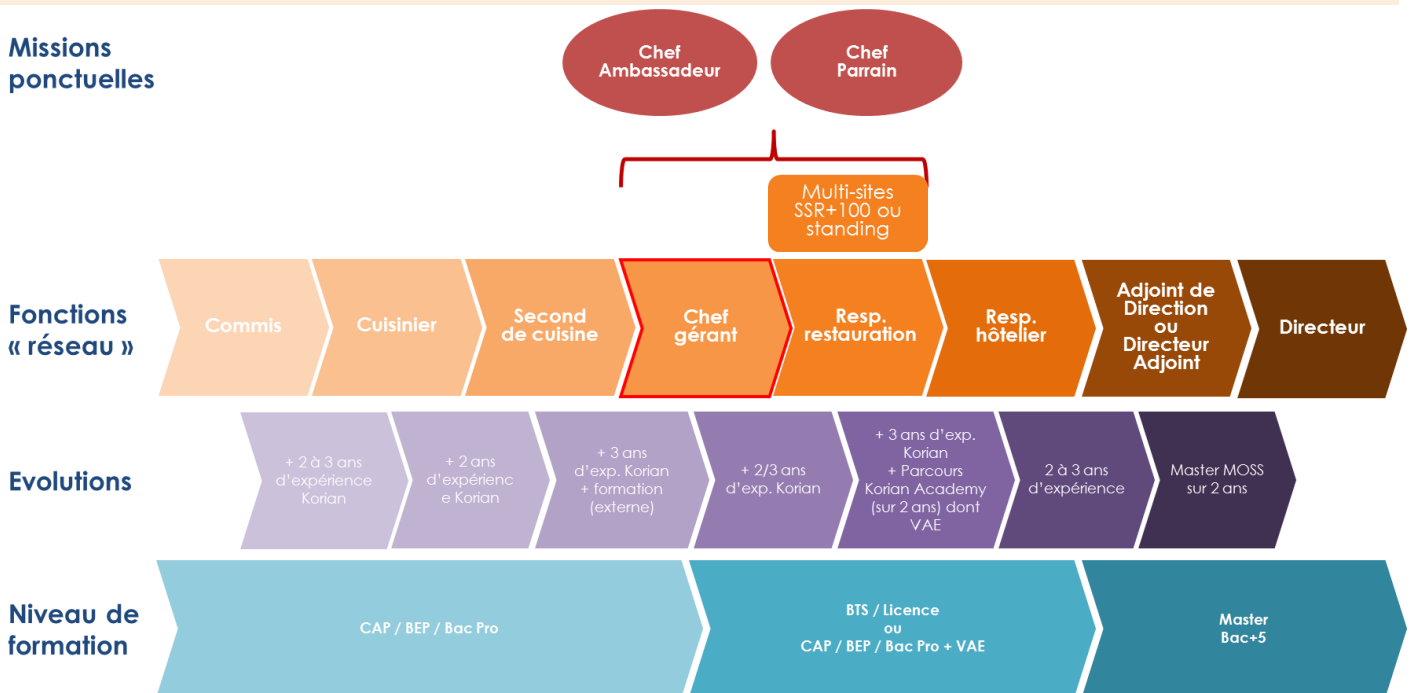 Missions
ponctuelles
Chef
Ambassadeur
Chef
Parrain
Multi-sites
SSR+100 ou
standing
Fonctions
« réseau »
Commis
Cuisinier
Second
de cuisine
Chef
gérant
Resp.
restauration
Resp.
hôtelier
Adjoint de
Direction
ou
Directeur
Adjoint
Directeur
Evolutions
+ 2 à 3 ans
d'expérience
Korian
+ 2 ans
d'expérienc
e Korian
+ 3 ans
d'exp. Korian
+ formation
(externe)
+ 2/3 ans
d'exp. Korian
+ 3 ans d'exp.
Korian
+ Parcours
Korian Academy
(sur 2 ans) dont
VAE
2 à 3 ans
d'expérience
Master MOSS
sur 2 ans
Niveau de
formation
CAP / BEP / Bac Pro
BTS / Licence
ou
CAP / BEP / Bac Pro + VAE
Master
Bac+5